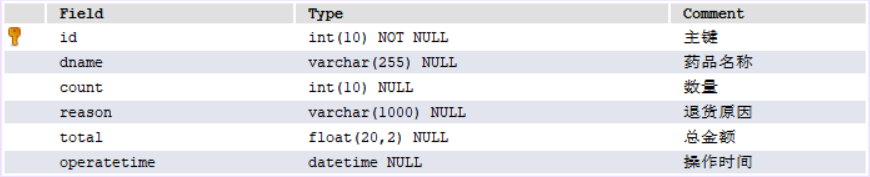 Field Type Comment
id int(10) NOT NULL 主键
dname varchar(255) NULL 药品名称
count int(10) NULL 数量
reason varchar(1000) NULL 退货原因
total float(20,2) NULL 总金额
operatetime datetime NULL 操作时间